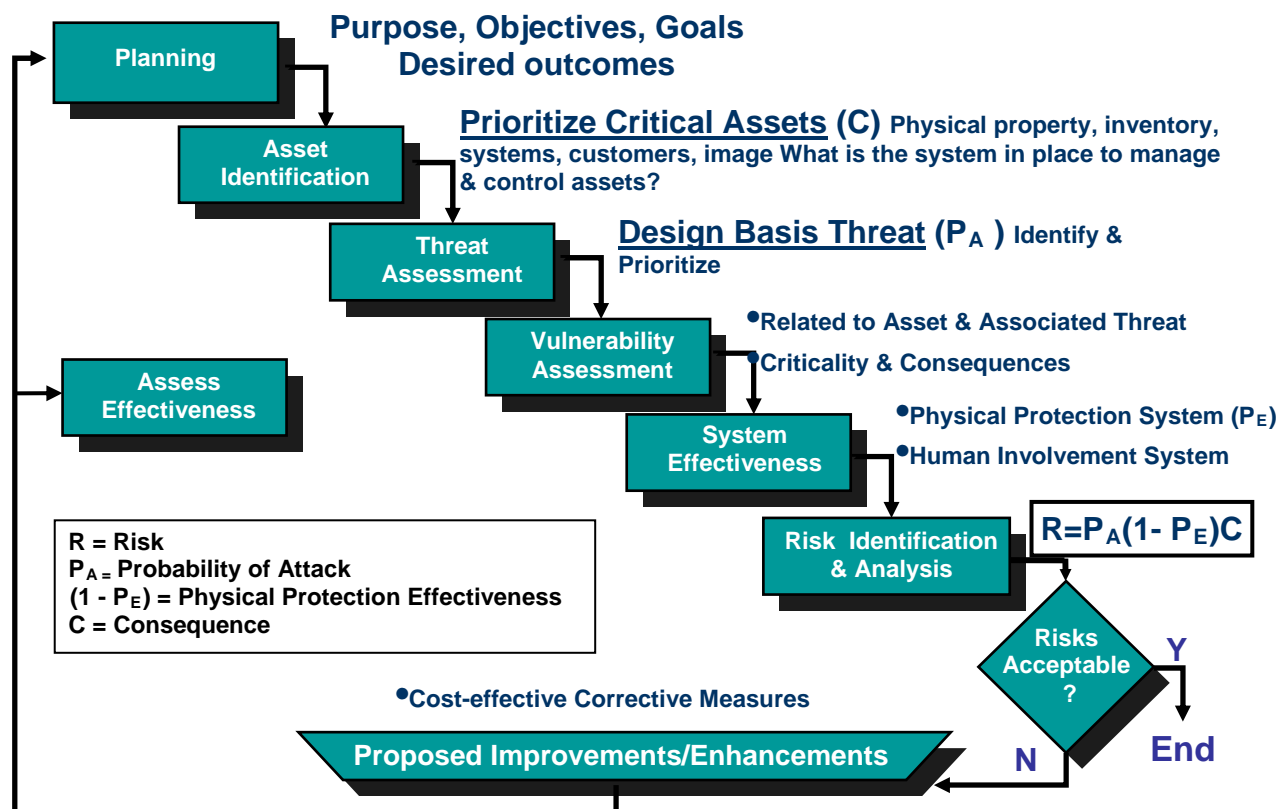 Purpose, Objectives, Goals
Desired outcomes
Planning
Prioritize Critical Assets (C) Physical property, inventory,
systems, customers, image What is the system in place to manage
& control assets?
Asset
Identification
Design Basis Threat (PA ) Identify &
Prioritize
Threat
Assessment
•Related to Asset & Associated Threat
•Criticality & Consequences
Vulnerability
Assessment
Assess
Effectiveness
•Physical Protection System (PE)
•Human Involvement System
System
Effectiveness
R=PA(1- PE)C
Risk Identification
& Analysis
R = Risk
PA = Probability of Attack
(1 - PE) = Physical Protection Effectiveness
C = Consequence
Risks
Acceptable
?
Y
End
N
•Cost-effective Corrective Measures
Proposed Improvements/Enhancements